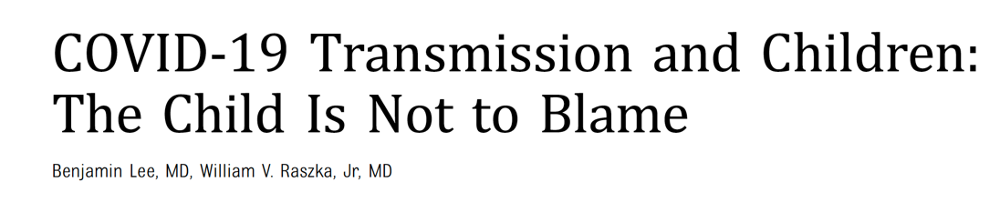 COVID-19 Transmission and Children:
The Child Is Not to Blame
Benjamin Lee, MD, William V. Raszka, Jr, MD